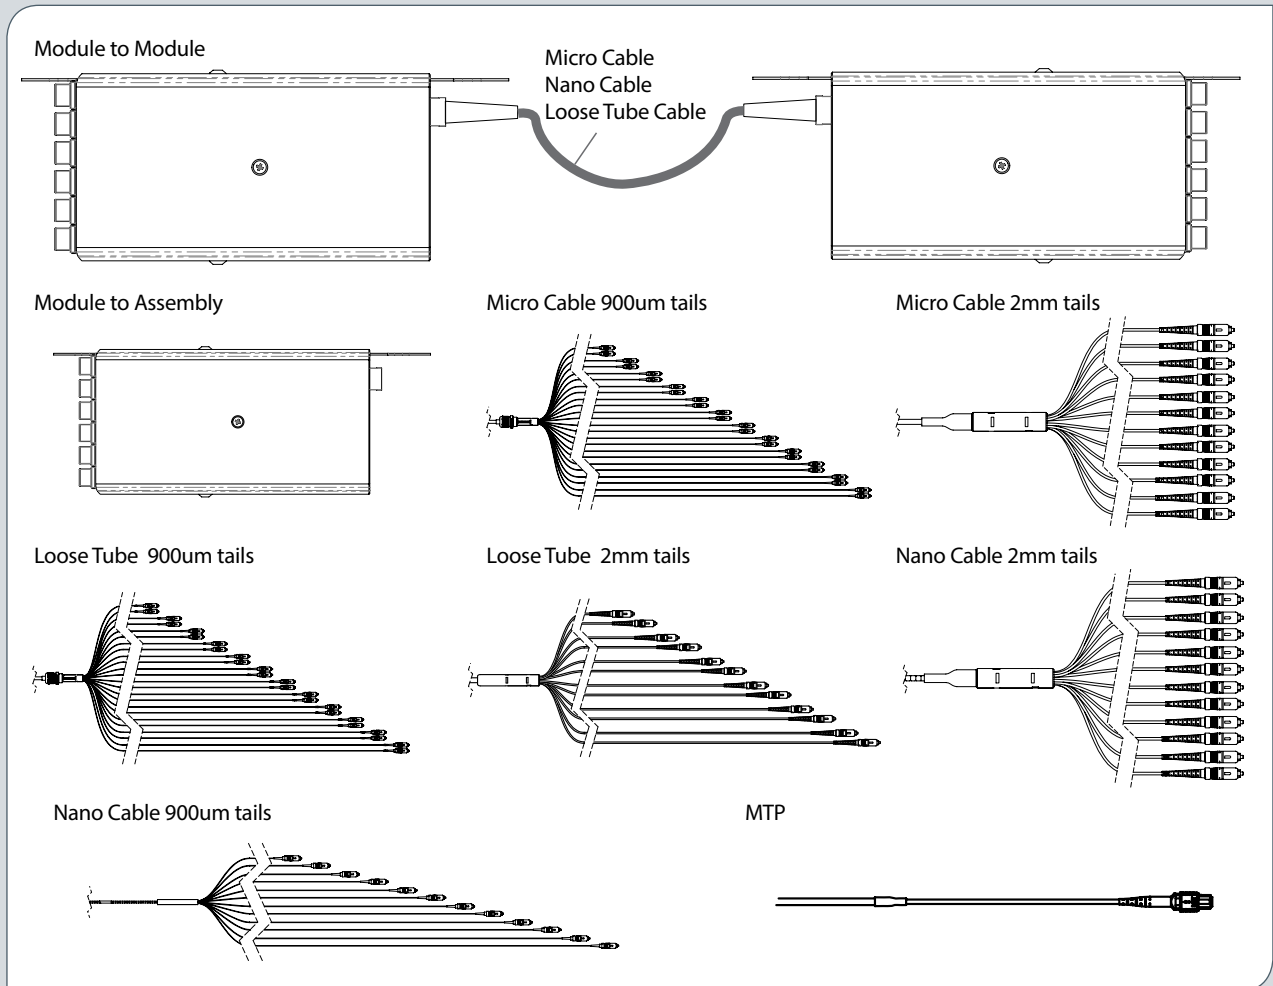 Module to Module
Micro Cable
Nano Cable
Loose Tube Cable
Module to Assembly
Micro Cable 900um tails
Micro Cable 2mm tails
Loose Tube  900um tails
Loose Tube  2mm tails
Nano Cable 2mm tails
Nano Cable 900um tails
MTP